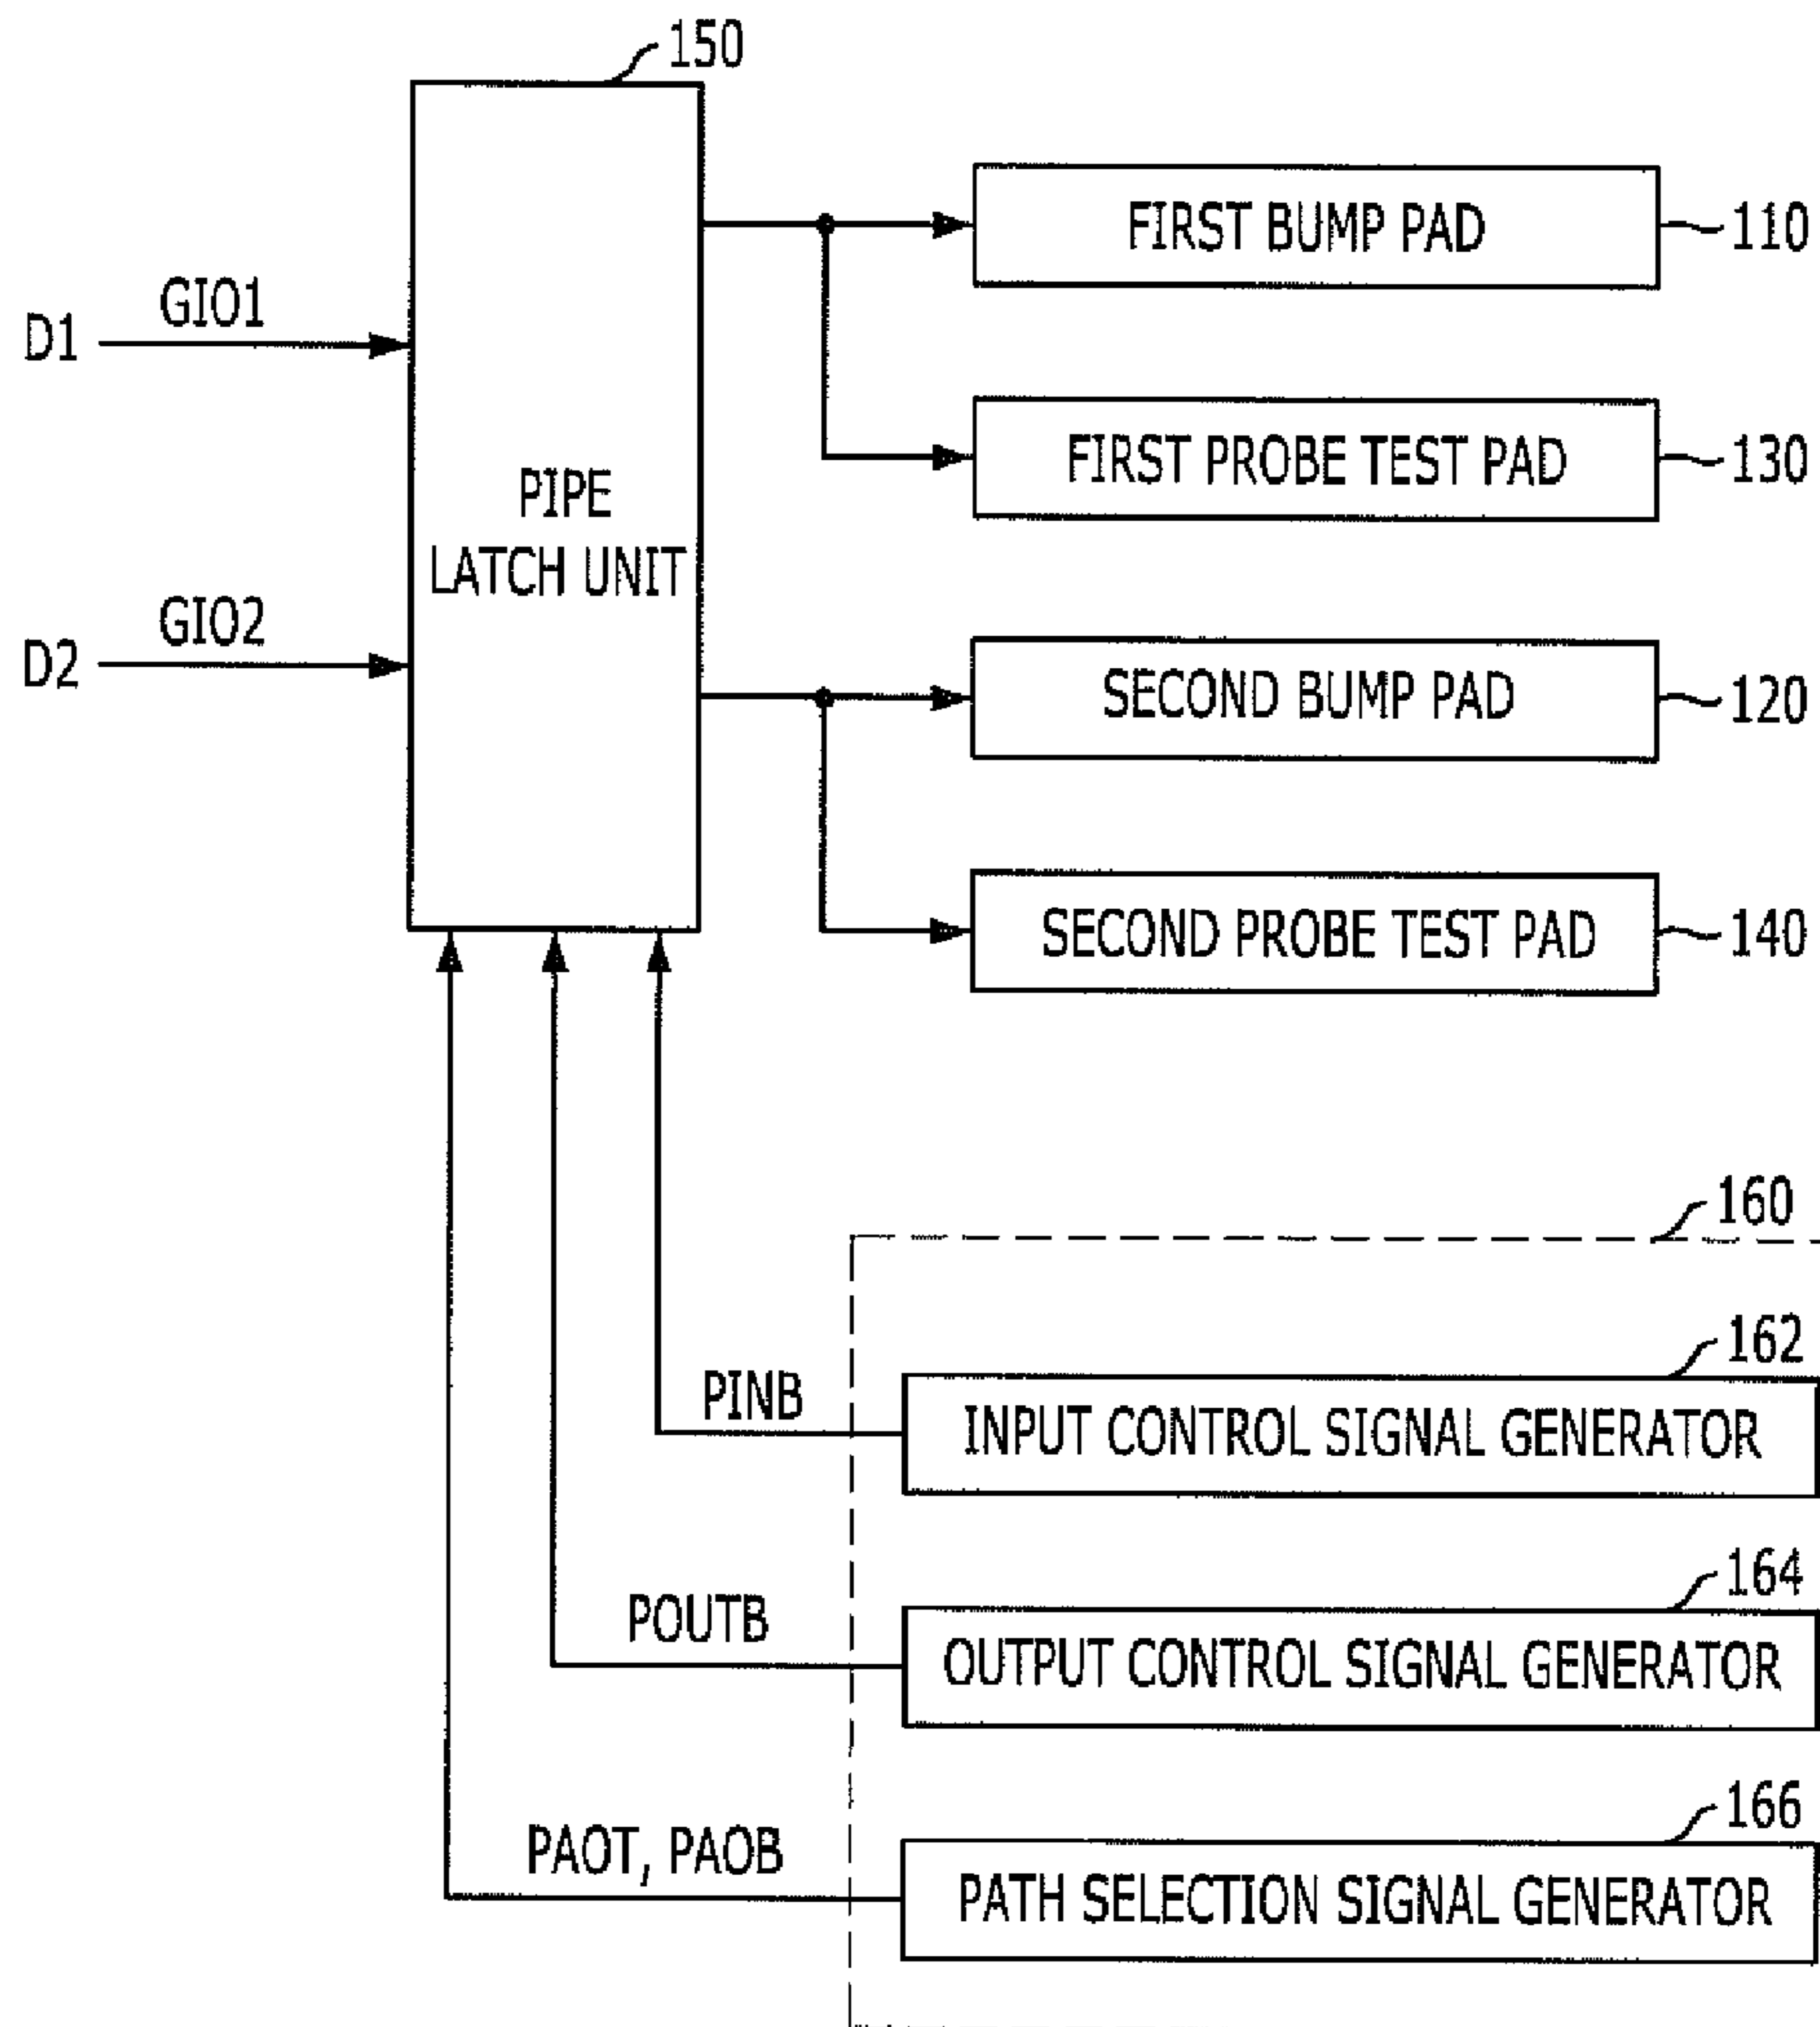 150
FIRST BUMP PAD
110
GIO1
D1
FIRST PROBE TEST PAD
130
PIPE
LATCH UNIT
GIO2
D2
SECOND BUMP PAD
120
SECOND PROBE TEST PAD
140
160
162
PINB
INPUT CONTROL SIGNAL GENERATOR
164
POUTB
OUTPUT CONTROL SIGNAL GENERATOR
166
PAOT, PAOB
PATH SELECTION SIGNAL GENERATOR